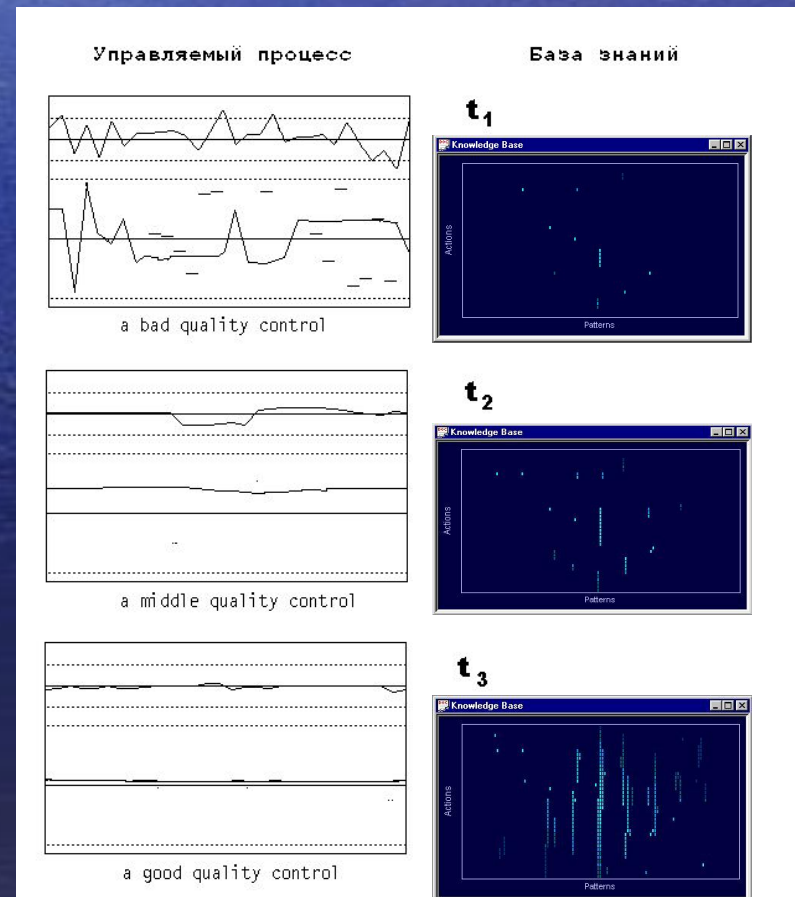 Управляемый процесс
База знаний
t1
Knowledge Base
Actions
Patterns
a bad quality control
t2
Knowledge Base
Actions
Patterns
a middle quality control
t3
Knowledge Base
Actions
Patterns
a good quality control